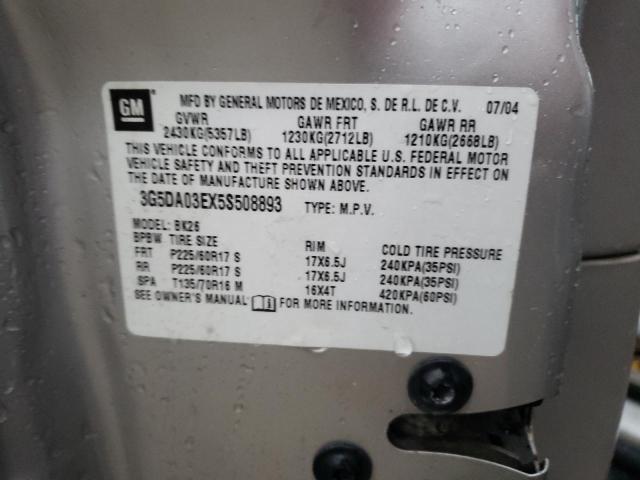 GM
MFD BY GENERAL MOTORS DE MEXICO, S. DE R.L. DE C.V. 07/04
GVWR GAWR FRT GAWR RR
2430KG(5357LB) 1230KG(2712LB) 1210KG(2668LB)
THIS VEHICLE CONFORMS TO ALL APPLICABLE U.S. FEDERAL MOTOR
VEHICLE SAFETY AND THEFT PREVENTION STANDARDS IN EFFECT ON
THE DATE OF MANUFACTURE SHOWN ABOVE.
3G5DA03EX5S508893 TYPE: M.P.V.
MODEL: BK26
BPBW TIRE SIZE RIM COLD TIRE PRESSURE
FRT P225/60R17 S 17X6.5J 240KPA(35PSI)
RR P225/60R17 S 17X6.5J 240KPA(35PSI)
SPA T135/70R16 M 16X4T 420KPA(60PSI)
SEE OWNER'S MANUAL FOR MORE INFORMATION.